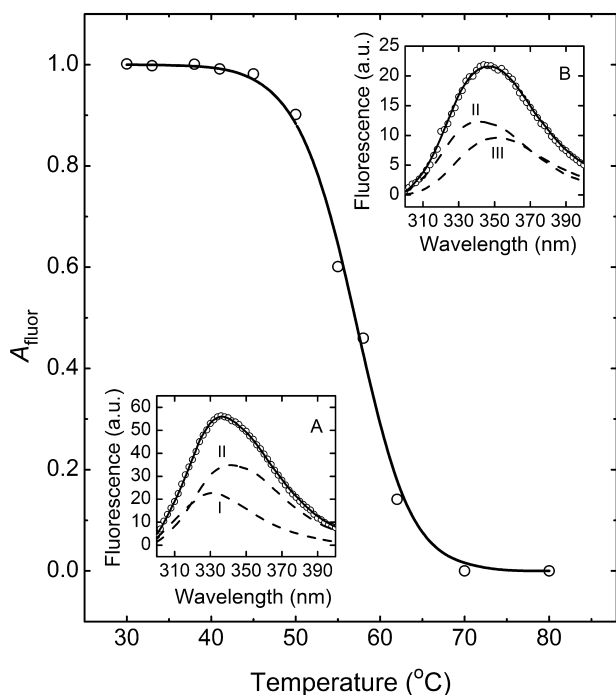 1.0
0.8
0.6
0.4
0.2
0.0
A_fluor
30 40 50 60 70 80
Temperature (°C)
B
25
20
15
10
5
0
Fluorescence (a.u.)
II
III
310 330 350 370 390
Wavelength (nm)
A
60
50
40
30
20
10
0
Fluorescence (a.u.)
II
I
310 330 350 370 390
Wavelength (nm)